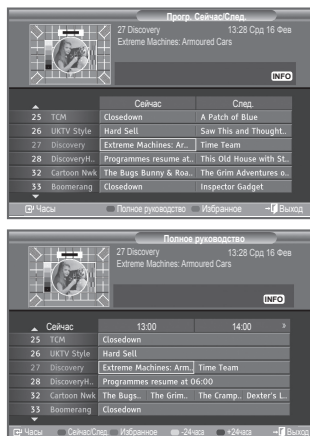 Прогр. Сейчас/След.
27 Discovery 13:28 Срд 16 Фев
Extreme Machines: Armoured Cars
INFO
Сейчас След.
25 TCM Closedown A Patch of Blue
26 UKTV Style Hard Sell Saw This and Thought..
27 Discovery Extreme Machines: Ar.. Time Team
28 DiscoveryH.. Programmes resume at.. This Old House with St..
32 Cartoon Nwk The Bugs Bunny & Roa.. The Grim Adventures o..
33 Boomerang Closedown Inspector Gadget
Часы Полное руководство Избранное Выход
Полное руководство
27 Discovery 13:28 Срд 16 Фев
Extreme Machines: Armoured Cars
INFO
Сейчас 13:00 14:00 »
25 TCM Closedown
26 UKTV Style Hard Sell
27 Discovery Extreme Machines: Arm.. Time Team
28 DiscoveryH.. Programmes resume at 06:00
32 Cartoon Nwk The Bugs.. The Grim.. The Cramp.. Dexter's L..
33 Boomerang Closedown
Часы Сейчас/След Избранное -24часа +24часа Выход